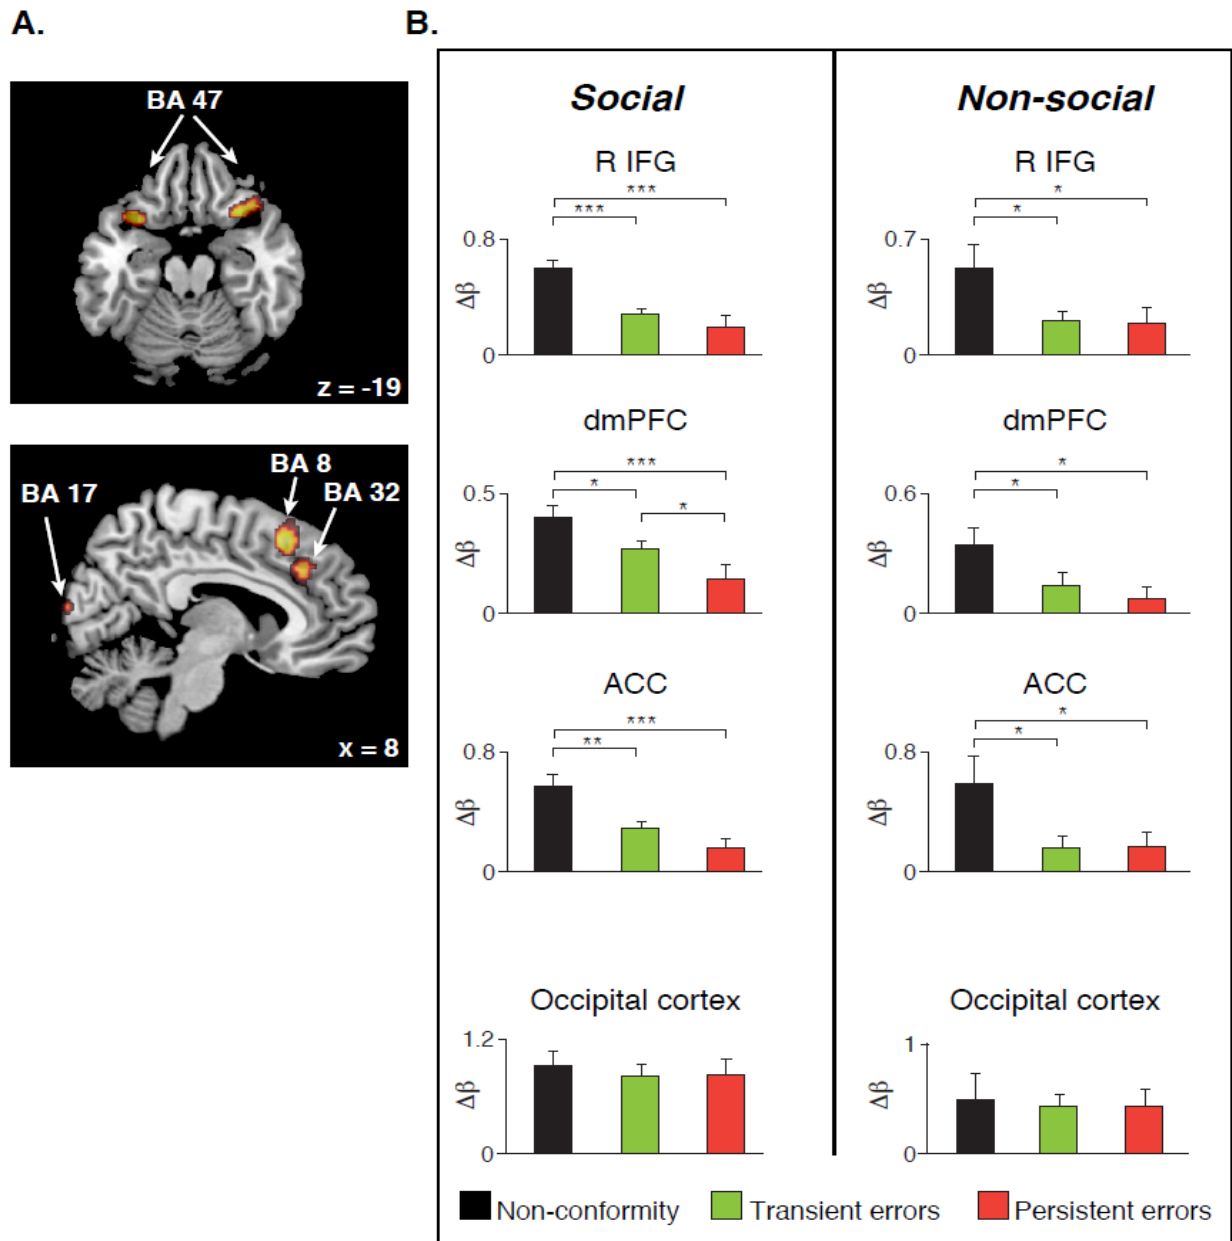 A.
BA 47
z = -19
BA 17
BA 8
BA 32
x = 8
B.
Social
R IFG
***
***
0.8
Δβ
0
dmPFC
***
*
*
0.5
Δβ
0
ACC
***
**
0.8
Δβ
0
Occipital cortex
1.2
Δβ
0
Non-social
R IFG
*
*
0.7
Δβ
0
dmPFC
*
*
0.6
Δβ
0
ACC
*
*
0.8
Δβ
0
Occipital cortex
1
Δβ
0
Non-conformity Transient errors Persistent errors